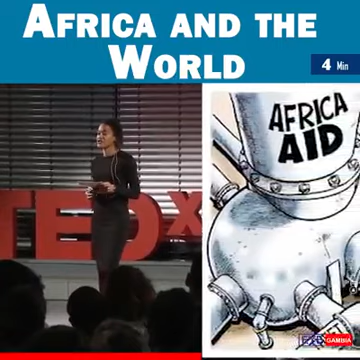 AFRICA AND THE
WORLD
4 Min
TEDx
AFRICA
AID
GAMBIA